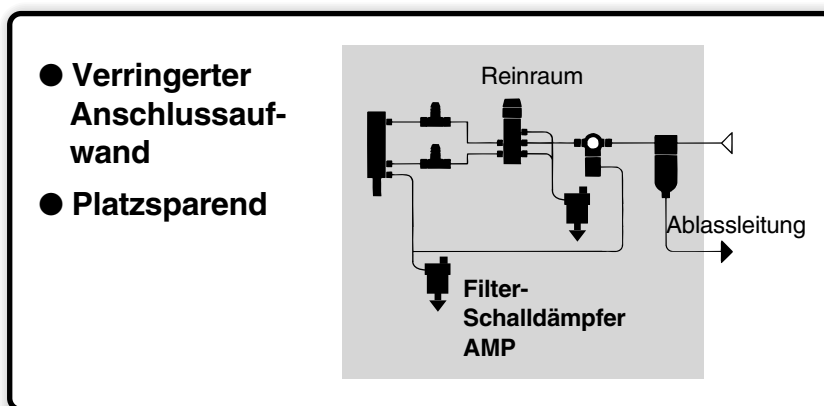 ● Verringerter
Anschlussauf-
wand
● Platzsparend
Reinraum
Ablassleitung
Filter-
Schalldämpfer
AMP